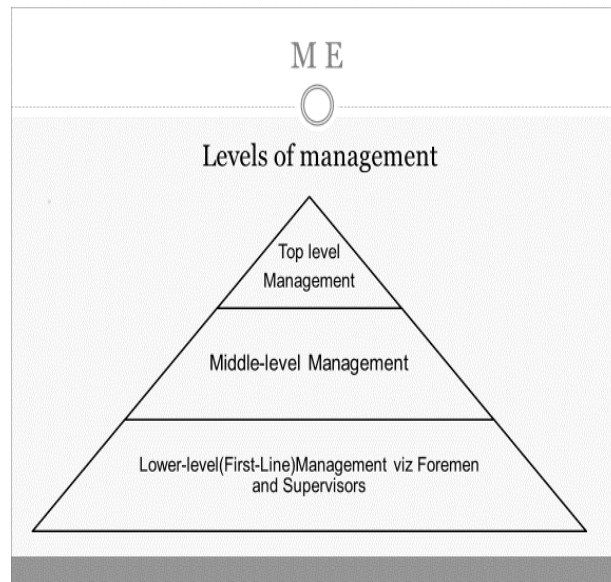 M E
Levels of management
Top level
Management
Middle-level Management
Lower-level(First-Line)Management viz Foremen
and Supervisors